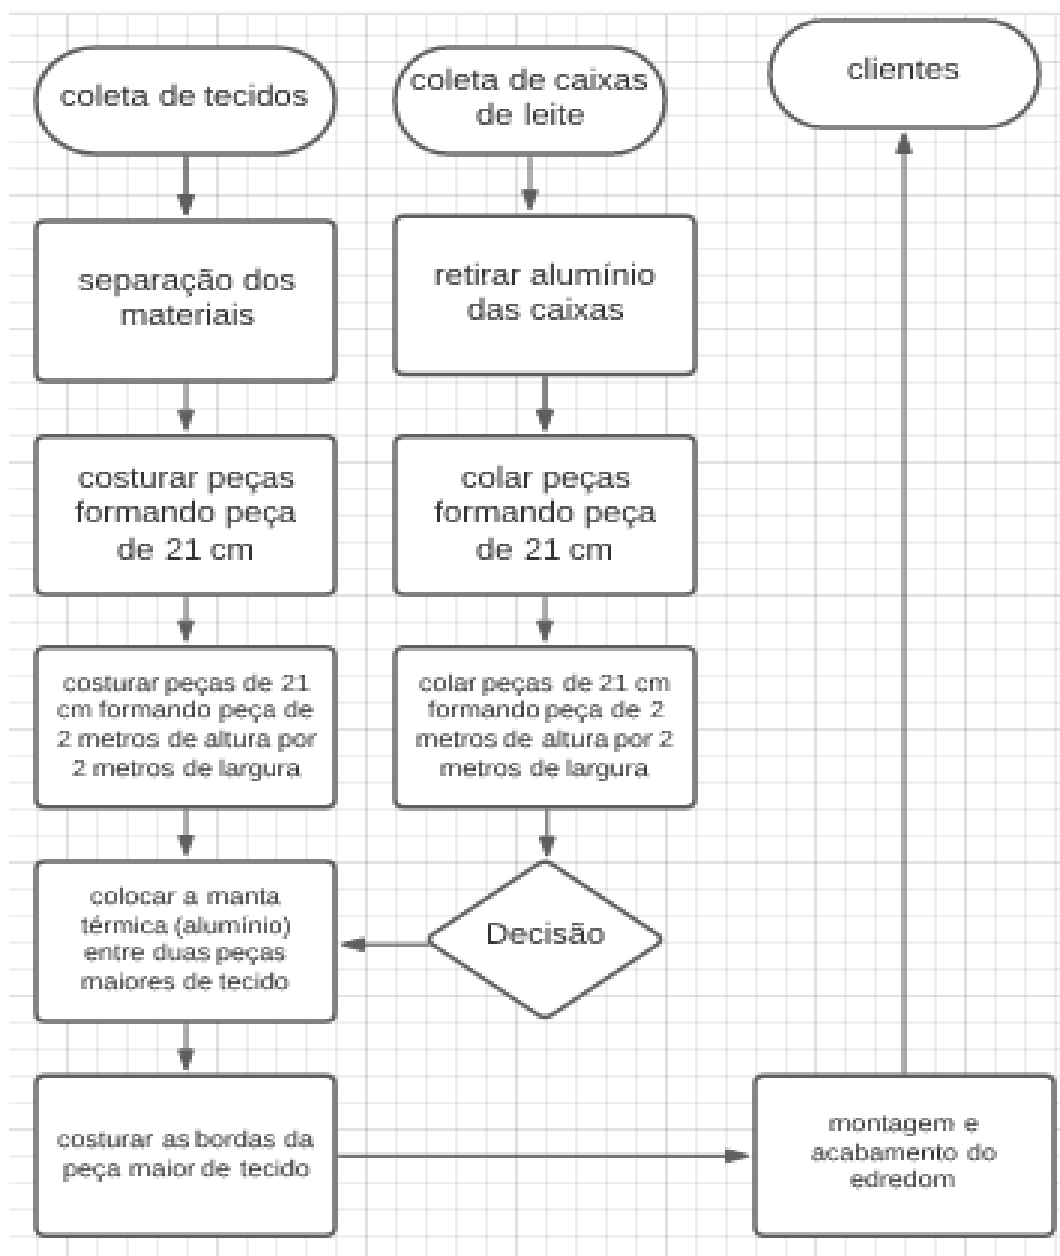 coleta de tecidos
coleta de caixas
de leite
clientes
separação dos
materiais
retirar alumínio
das caixas
costurar peças
formando peça
de 21 cm
colar peças
formando peça
de 21 cm
costurar peças de 21
cm formando peça de
2 metros de altura por
2 metros de largura
colar peças de 21 cm
formando peça de 2
metros de altura por 2
metros de largura
colocar a manta
térmica (alumínio)
entre duas peças
maiores de tecido
Decisão
costurar as bordas da
peça maior de tecido
montagem e
acabamento do
edredom